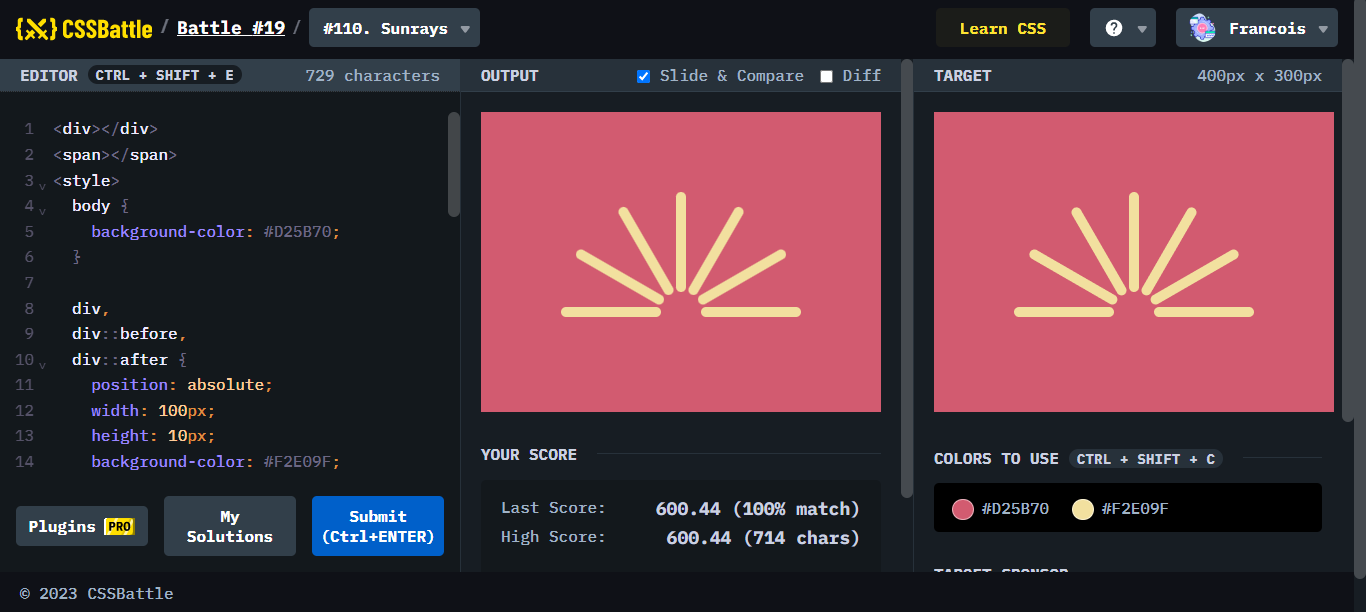 {X} CSSBattle / Battle #19 / #110. Sunrays Learn CSS ? Francois
EDITOR CTRL + SHIFT + E 729 characters
OUTPUT Slide & Compare Diff
TARGET 400px x 300px
1 <div></div>
2 <span></span>
3 <style>
4 body {
5 background-color: #D25B70;
6 }
7
8 div,
9 div::before,
10 div::after {
11 position: absolute;
12 width: 100px;
13 height: 10px;
14 background-color: #F2E09F;
Plugins PRO
My
Solutions
Submit
(Ctrl+ENTER)
YOUR SCORE
Last Score: 600.44 (100% match)
High Score: 600.44 (714 chars)
COLORS TO USE CTRL + SHIFT + C
#D25B70 #F2E09F
TARGET SPONSOR
© 2023 CSSBattle